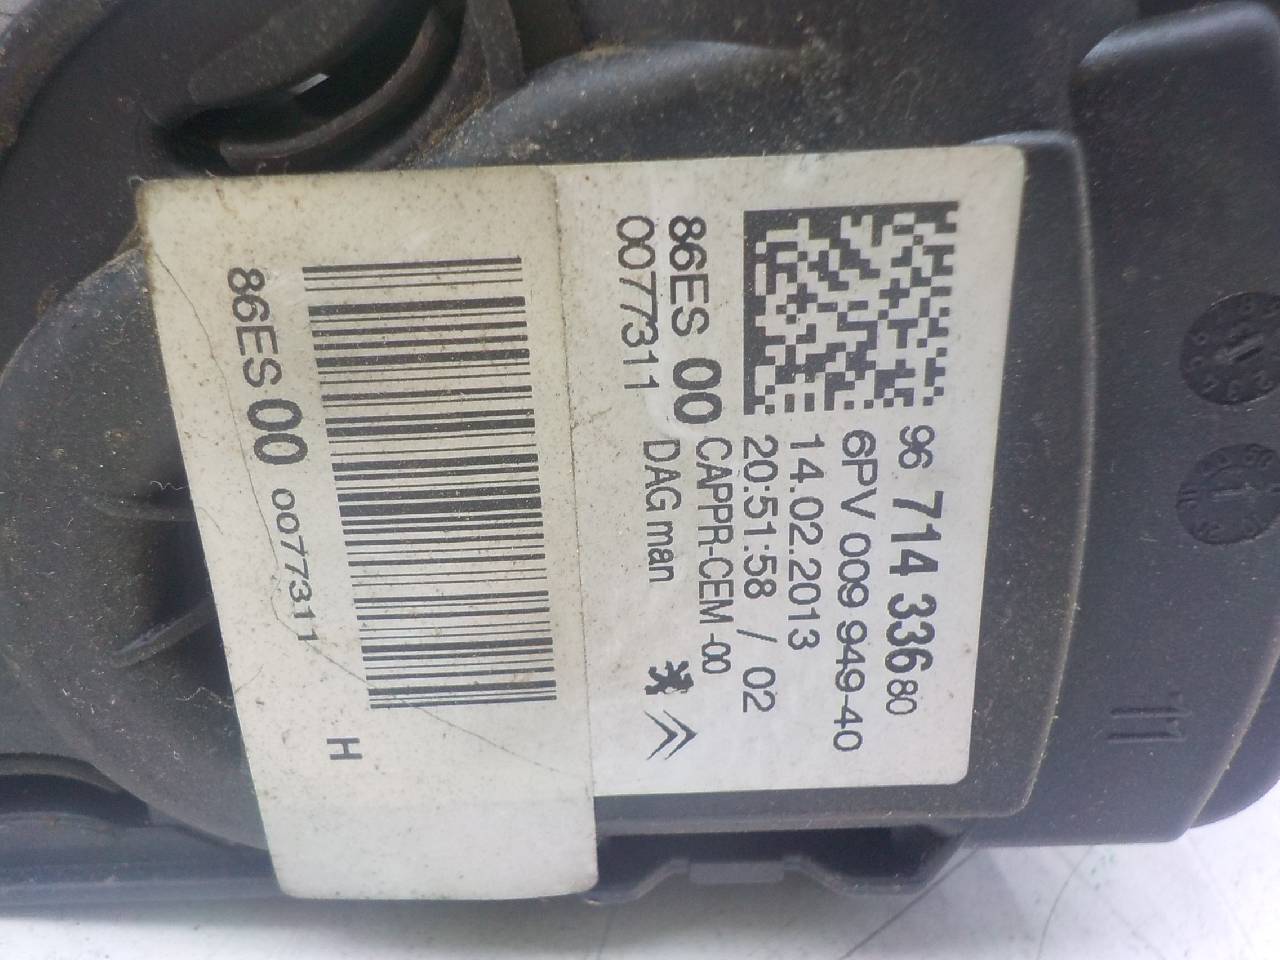 96 714 336 80
6PV 009 949-40
14.02.2013
20:51:58 / 02
86ES 00 CAPPR-CEM -00
0077311 DAG man
86ES 00 0077311 H
11